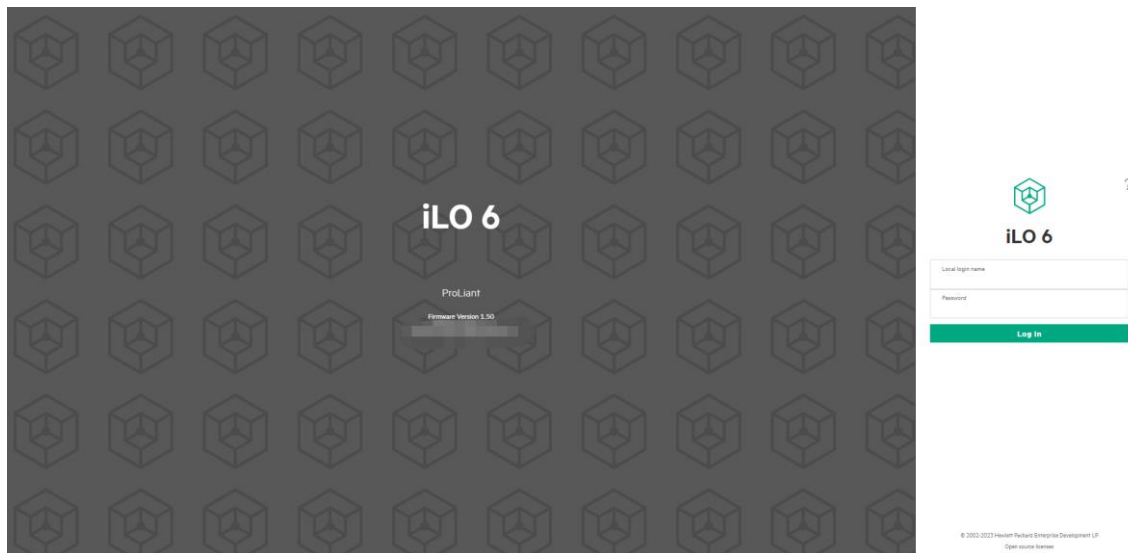 iLO 6
ProLiant
Firmware Version 1.50
?
iLO 6
Local login name
Password
Log In
© 2002-2023 Hewlett Packard Enterprise Development LP
Open source licenses